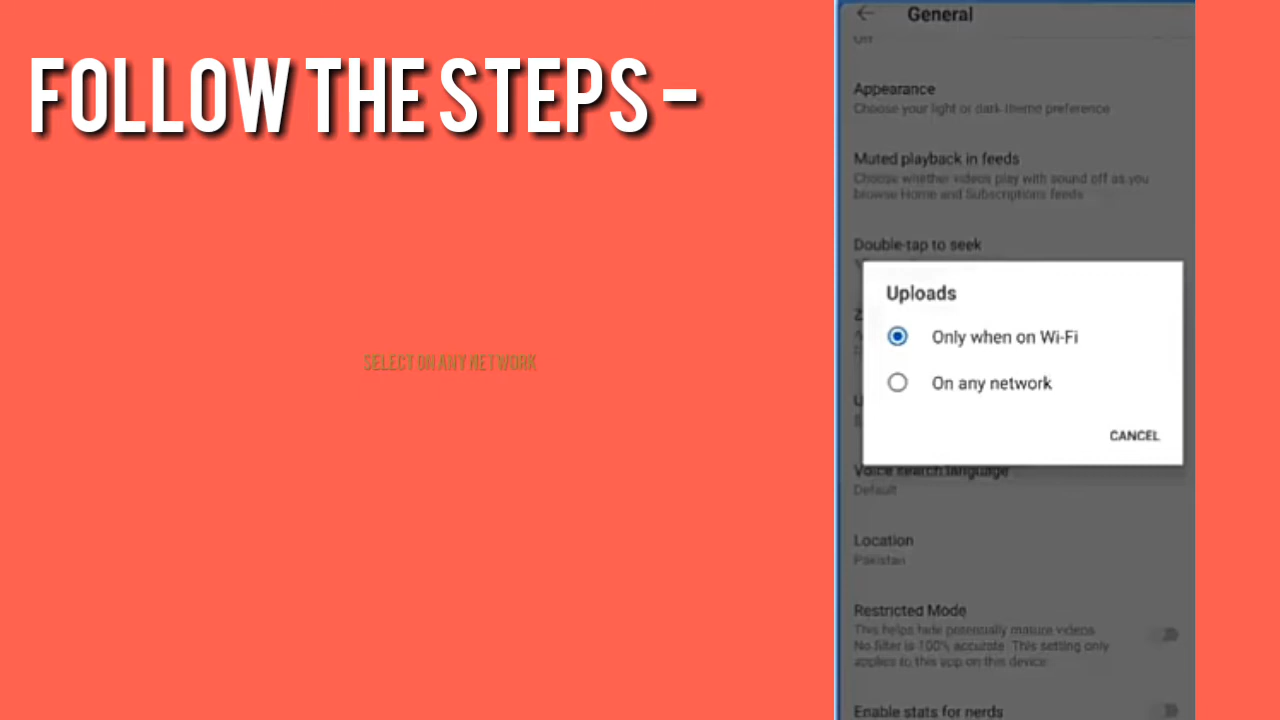 FOLLOW THE STEPS -
SELECT ON ANY NETWORK
General
Off
Appearance
Choose your light or dark theme preference
Muted playback in feeds
Choose whether videos play with sound off as you
browse Home and Subscriptions feeds
Double-tap to seek
Uploads
Only when on Wi-Fi
On any network
CANCEL
Voice search language
Default
Location
Pakistan
Restricted Mode
This helps hide potentially mature videos.
No filter is 100% accurate. This setting only
applies to this app on this device.
Enable stats for nerds